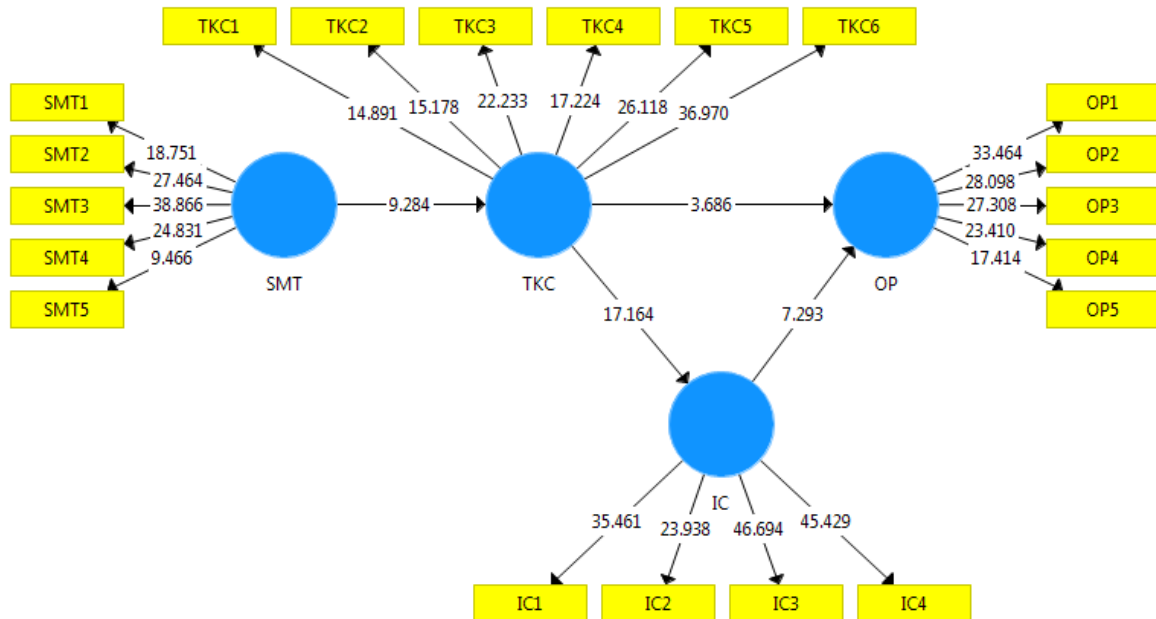 TKC1 TKC2 TKC3 TKC4 TKC5 TKC6
14.891 15.178 22.233 17.224 26.118 36.970
SMT1
SMT2
SMT3
SMT4
SMT5
18.751
27.464
38.866
24.831
9.466
SMT
9.284
TKC
3.686
OP
33.464
28.098
27.308
23.410
17.414
OP1
OP2
OP3
OP4
OP5
17.164
7.293
IC
35.461 23.938 46.694 45.429
IC1 IC2 IC3 IC4